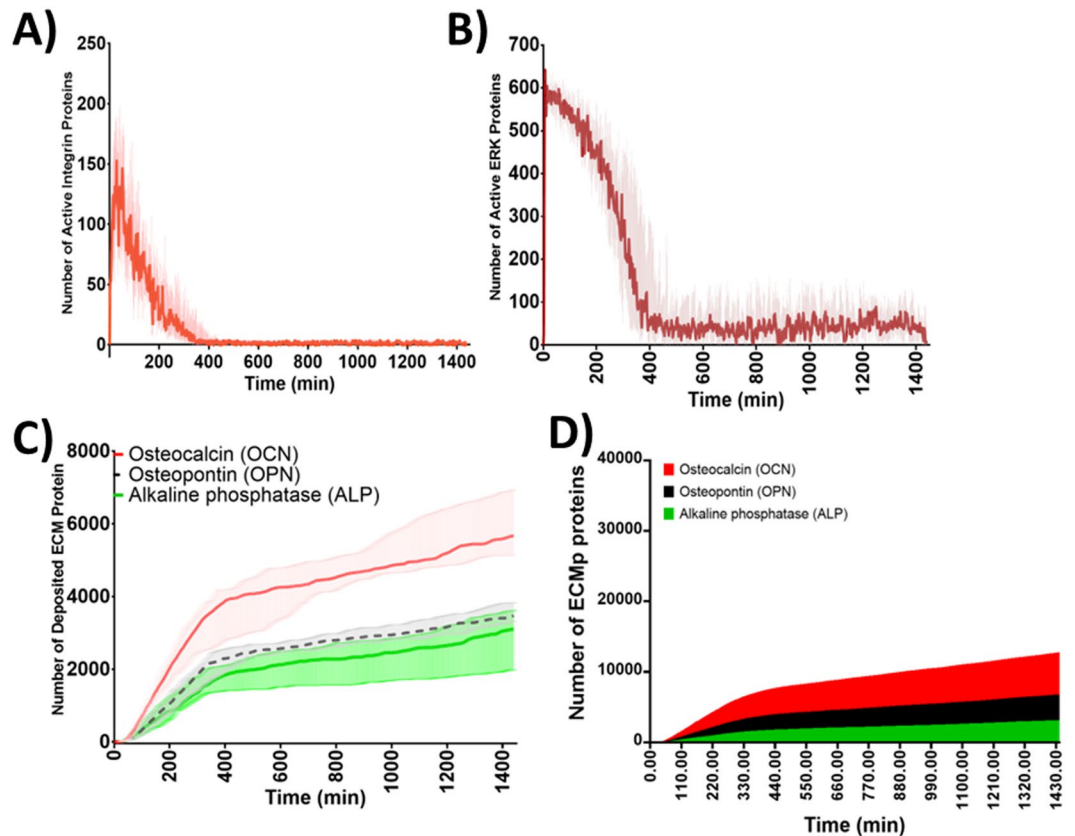 A)
250
200
150
100
50
0
Number of Active Integrin Proteins
200 400 600 800 1000 1200 1400
Time (min)
B)
700
600
500
400
300
200
100
0
Number of Active ERK Proteins
0 200 400 600 800 1000 1200 1400
Time (min)
C)
8000
6000
4000
2000
0
Number of Deposited ECM Protein
Osteocalcin (OCN)
Osteopontin (OPN)
Alkaline phosphatase (ALP)
0 200 400 600 800 1000 1200 1400
Time (min)
D)
40000
30000
20000
10000
0
Number of ECMp proteins
Osteocalcin (OCN)
Osteopontin (OPN)
Alkaline phosphatase (ALP)
0.00 110.00 220.00 330.00 440.00 550.00 660.00 770.00 880.00 990.00 1100.00 1210.00 1320.00 1430.00
Time (min)